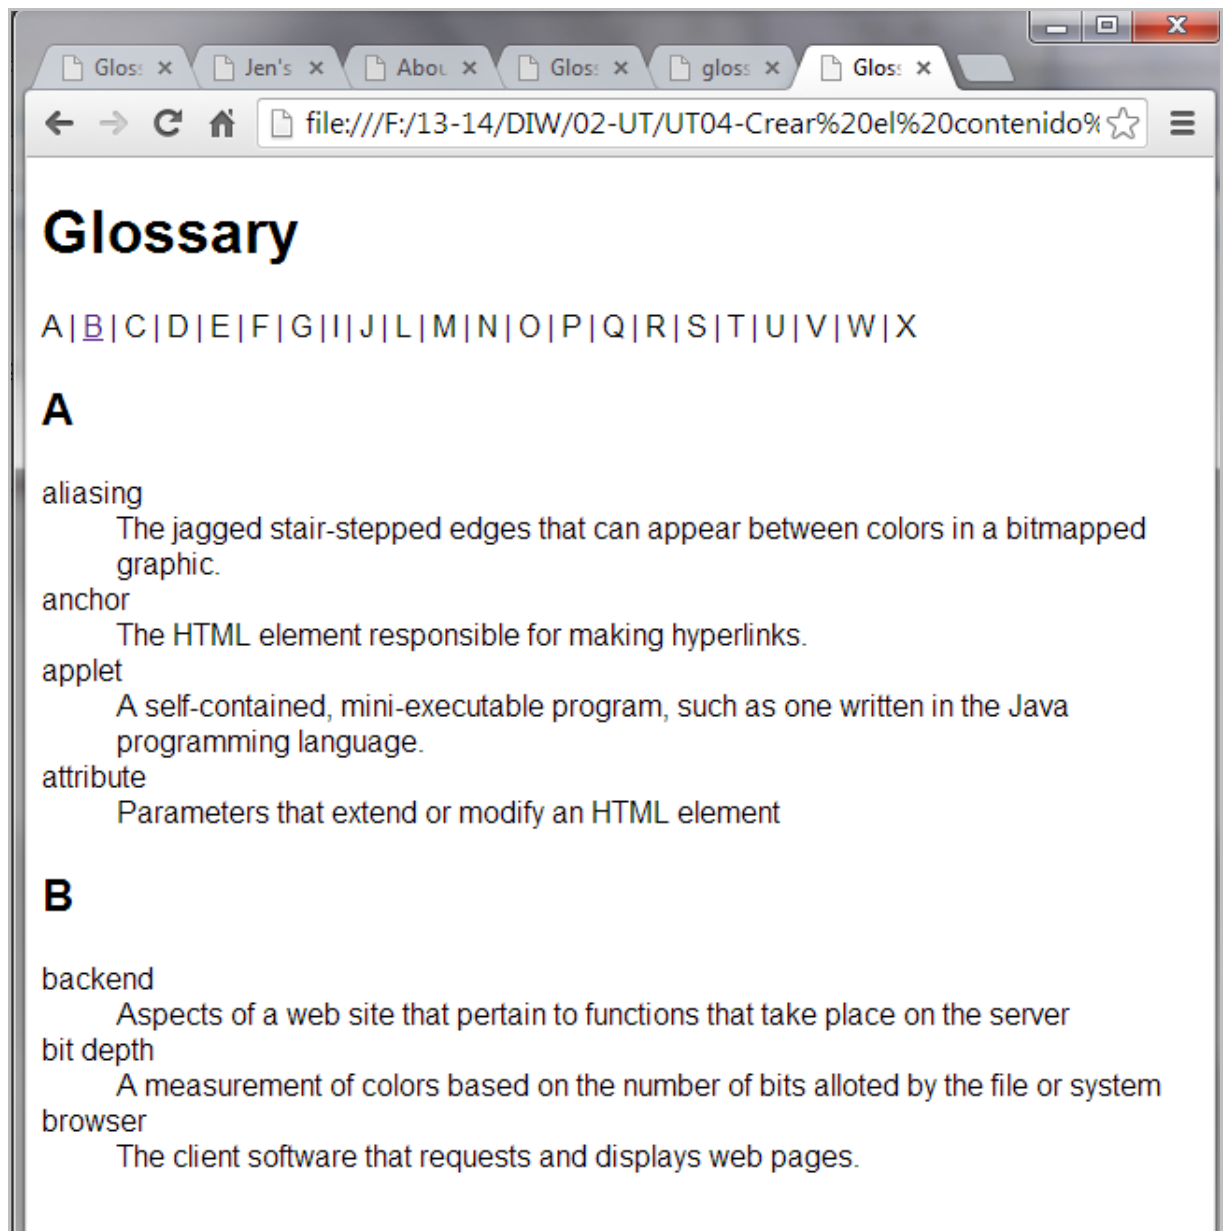 Glos
Jen's
Abou
Glos
glos
Glos
file:///F:/13-14/DIW/02-UT/UT04-Crear%20el%20contenido%
Glossary
A | B | C | D | E | F | G | I | J | L | M | N | O | P | Q | R | S | T | U | V | W | X
A
aliasing
The jagged stair-stepped edges that can appear between colors in a bitmapped
graphic.
anchor
The HTML element responsible for making hyperlinks.
applet
A self-contained, mini-executable program, such as one written in the Java
programming language.
attribute
Parameters that extend or modify an HTML element
B
backend
Aspects of a web site that pertain to functions that take place on the server
bit depth
A measurement of colors based on the number of bits alloted by the file or system
browser
The client software that requests and displays web pages.